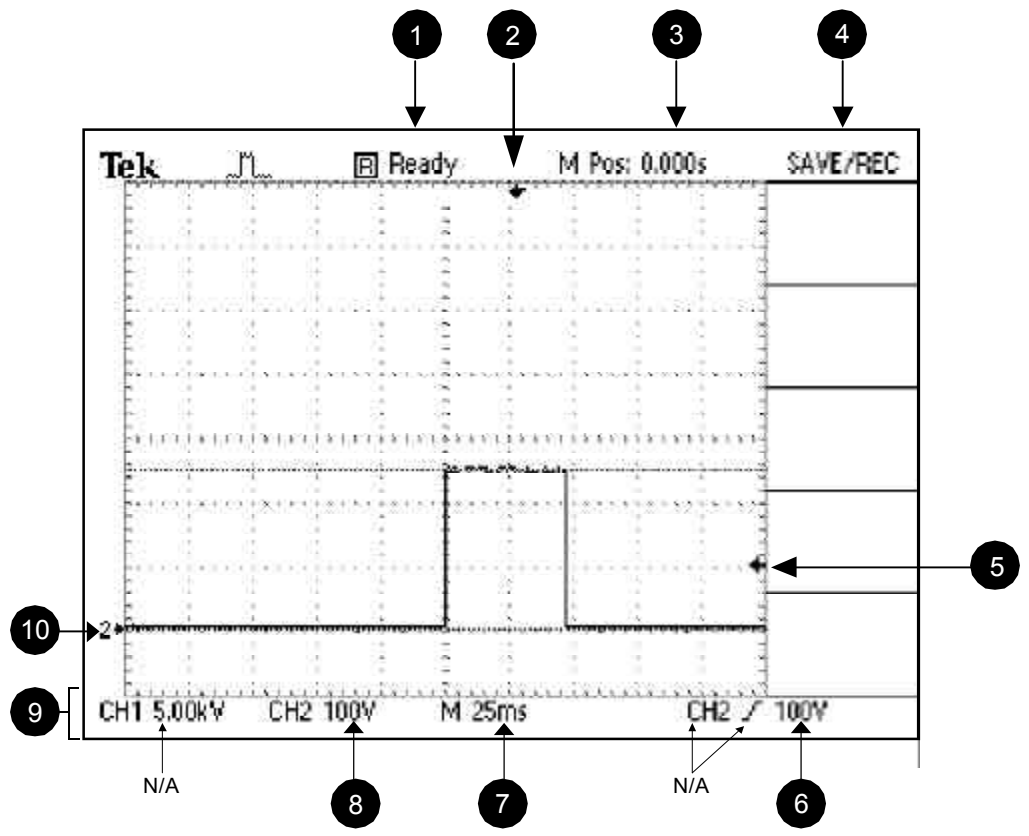 1 2 3 4
Tek R Ready M Pos: 0.000s SAVE/REC
5
10 2
9 CH1 5.00kV CH2 100V M 25ms CH2 100V
N/A N/A
8 7 6